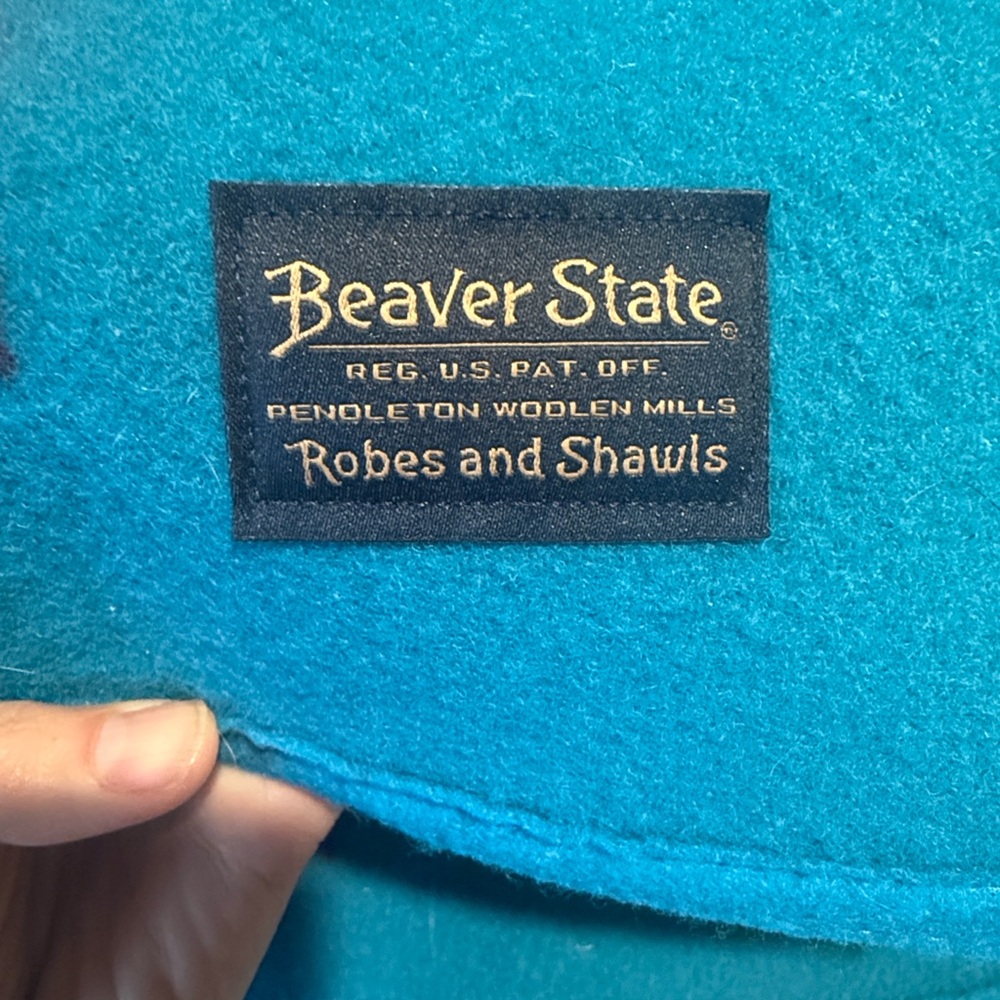 Beaver State®
REG. U.S. PAT. OFF.
PENDLETON WOOLEN MILLS
Robes and Shawls